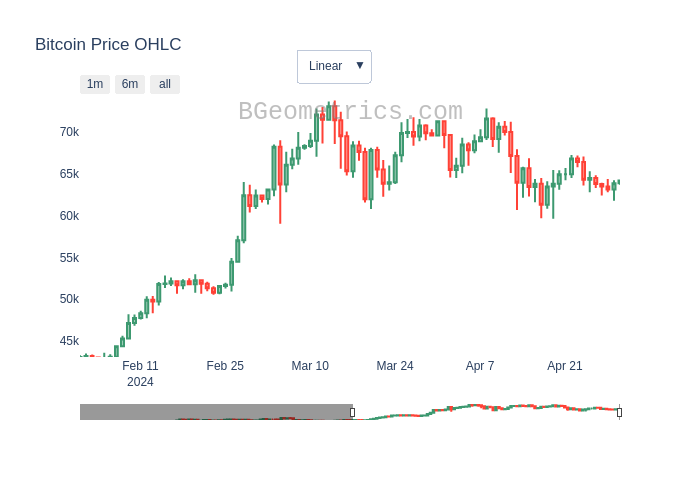 Bitcoin Price OHLC
Linear ▼
1m 6m all
BGeometrics.com
70k
65k
60k
55k
50k
45k
Feb 11 Feb 25 Mar 10 Mar 24 Apr 7 Apr 21
2024